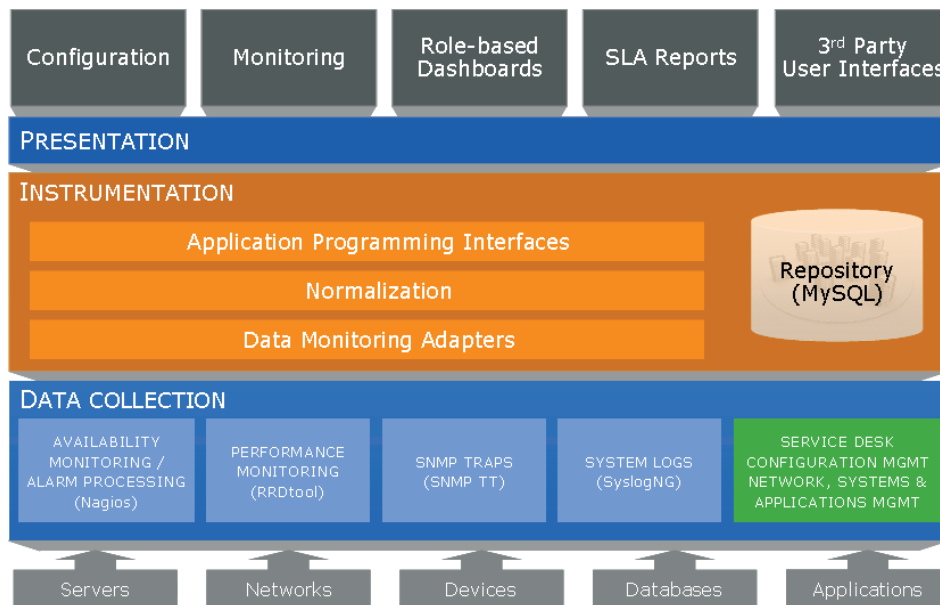 Configuration
Monitoring
Role-based
Dashboards
SLA Reports
3rd Party
User Interfaces
PRESENTATION
INSTRUMENTATION
Application Programming Interfaces
Normalization
Data Monitoring Adapters
Repository
(MySQL)
DATA COLLECTION
AVAILABILITY
MONITORING /
ALARM PROCESSING
(Nagios)
PERFORMANCE
MONITORING
(RRDtool)
SNMP TRAPS
(SNMP TT)
SYSTEM LOGS
(SyslogNG)
SERVICE DESK
CONFIGURATION MGMT
NETWORK, SYSTEMS &
APPLICATIONS MGMT
Servers
Networks
Devices
Databases
Applications